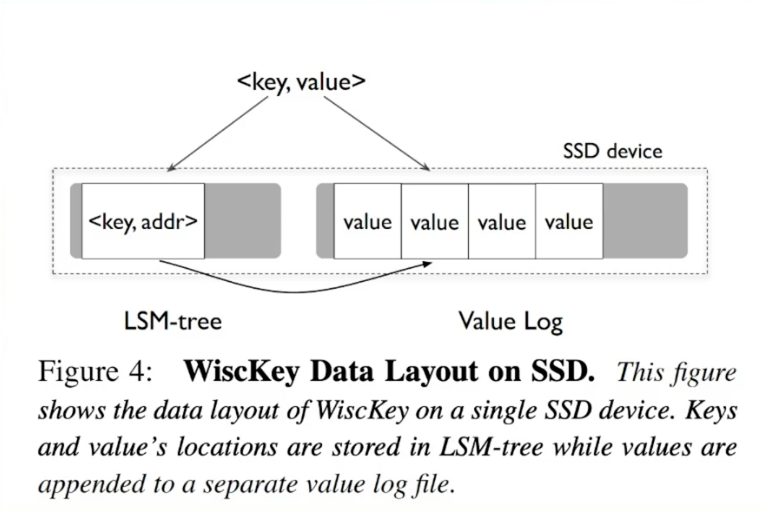 <key, value>
SSD device
<key, addr>
value
value
value
value
LSM-tree
Value Log
Figure 4: WiscKey Data Layout on SSD. This figure
shows the data layout of WiscKey on a single SSD device. Keys
and value's locations are stored in LSM-tree while values are
appended to a separate value log file.